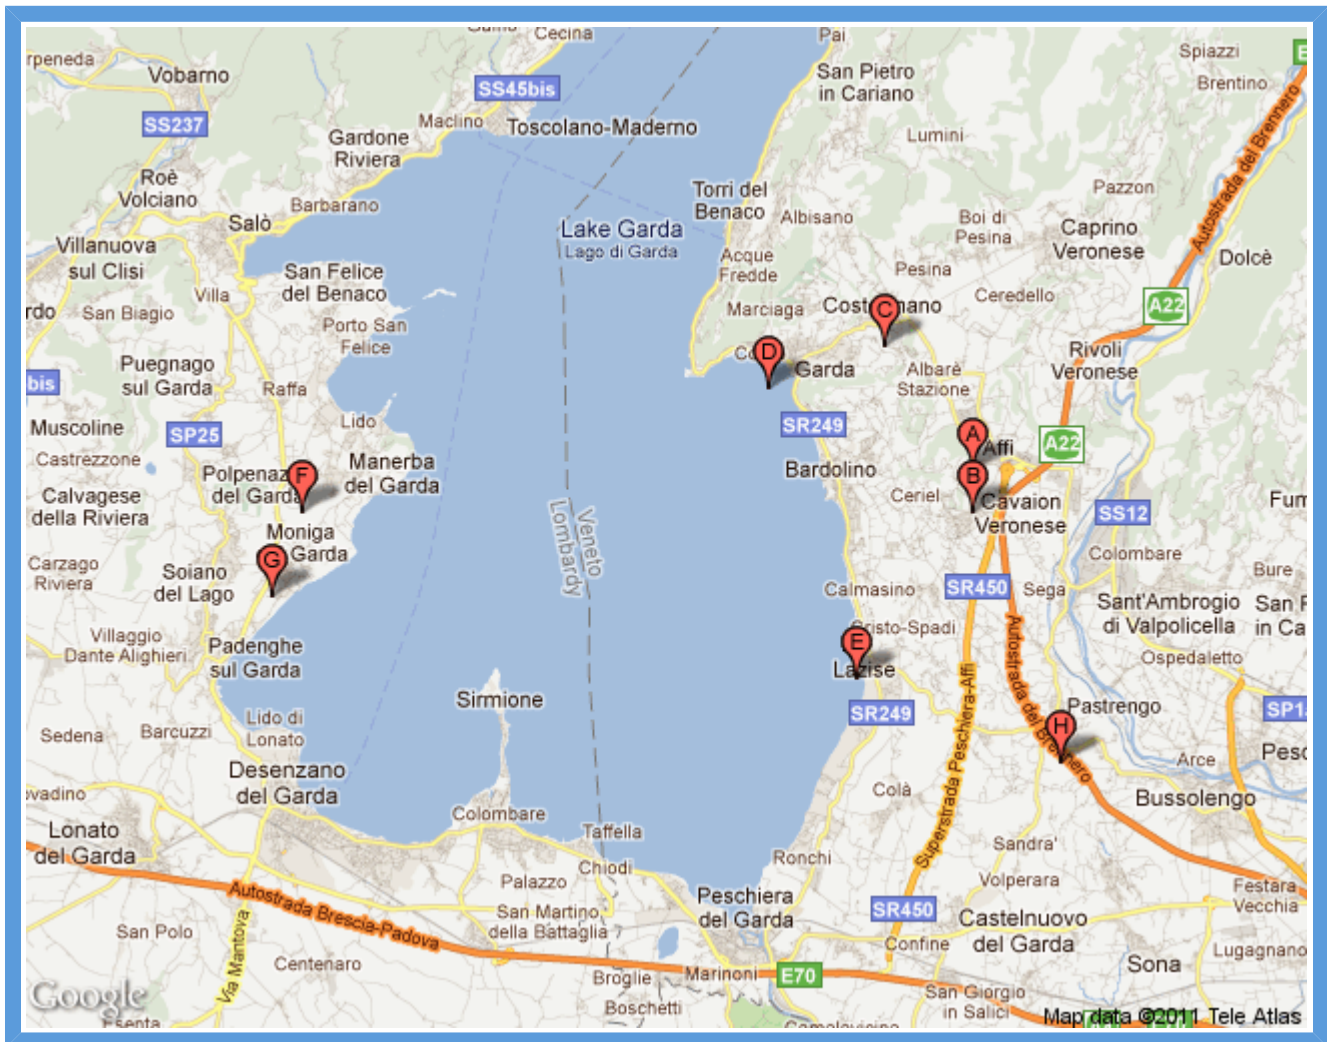 Gaino
Cecina
Pai
Spiazzi
Brentino
Vobarno
San Pietro
in Cariano
SS45bis
SS237
Maclino
Toscolano-Maderno
Gardone
Riviera
Lumini
Autostrada del Brennero
Roè
Volciano
Barbarano
Torri del
Benaco
Albisano
Pazzon
Boi di
Pesina
Caprino
Veronese
Salò
Lake Garda
Lago di Garda
Villanuova
sul Clisi
Acque
Fredde
Dolcè
San Felice
del Benaco
Pesina
Villa
Ceredello
San Biagio
Marciaga
C
A22
Porto San
Felice
D
Garda
Rivoli
Veronese
Puegnago
sul Garda
Albarè
Stazione
bis
Raffa
Lido
Muscoline
SP25
SR249
A
Affi
A22
Castrezzone
Manerba
del Garda
Bardolino
F
del Garda
B
Calvagese
della Riviera
Ceriel
Cavaion
Veronese
SS12
Veneto
Lombardy
Moniga
Garda
G
Colombare
Carzago
Riviera
Soiano
del Lago
Calmasino
SR450
Sega
Bure
Sant'Ambrogio
di Valpolicella
Villaggio
Dante Alighieri
Padenghe
sul Garda
E
Lazise
Autostrada del Brennero
Ospedaletto
Sirmione
Superstrada Peschiera-Affi
SR249
Pastrengo
H
Lido di
Lonato
Sedena
Barcuzzi
Desenzano
del Garda
Arce
Colà
Bussolengo
Colombare
Lonato
del Garda
Taffella
Sandra'
Chiodi
Ronchi
Volperara
Autostrada Brescia-Padova
Palazzo
Peschiera
del Garda
Festara
Vecchia
San Martino
della Battaglia
SR450
Castelnuovo
del Garda
San Polo
Via Mantova
Confine
Lugagnano
Centenaro
Broglie
Marinoni
E70
Sona
Google
Boschetti
San Giorgio
in Salici
Esenta
Map data ©2011 Tele Atlas